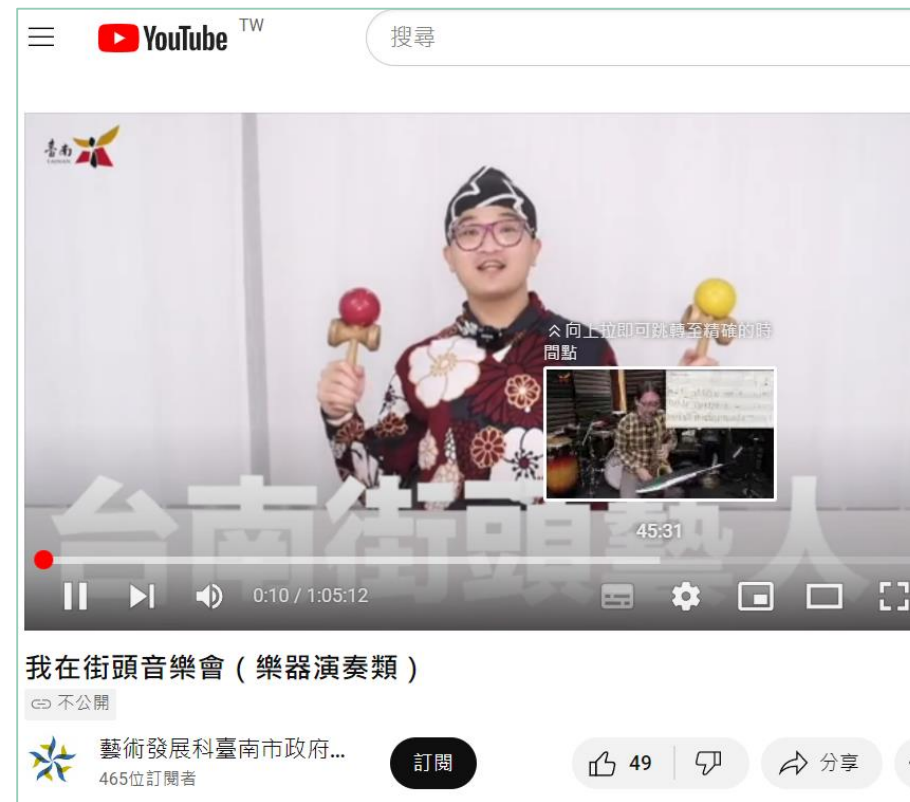 YouTube TW
搜尋
臺南
TAINAN
向上拉即可跳轉至精確的時
間點
台南街頭藝人
45:31
0:10 / 1:05:12
我在街頭音樂會（樂器演奏類）
不公開
藝術發展科臺南市政府...
訂閱
49
分享
465位訂閱者